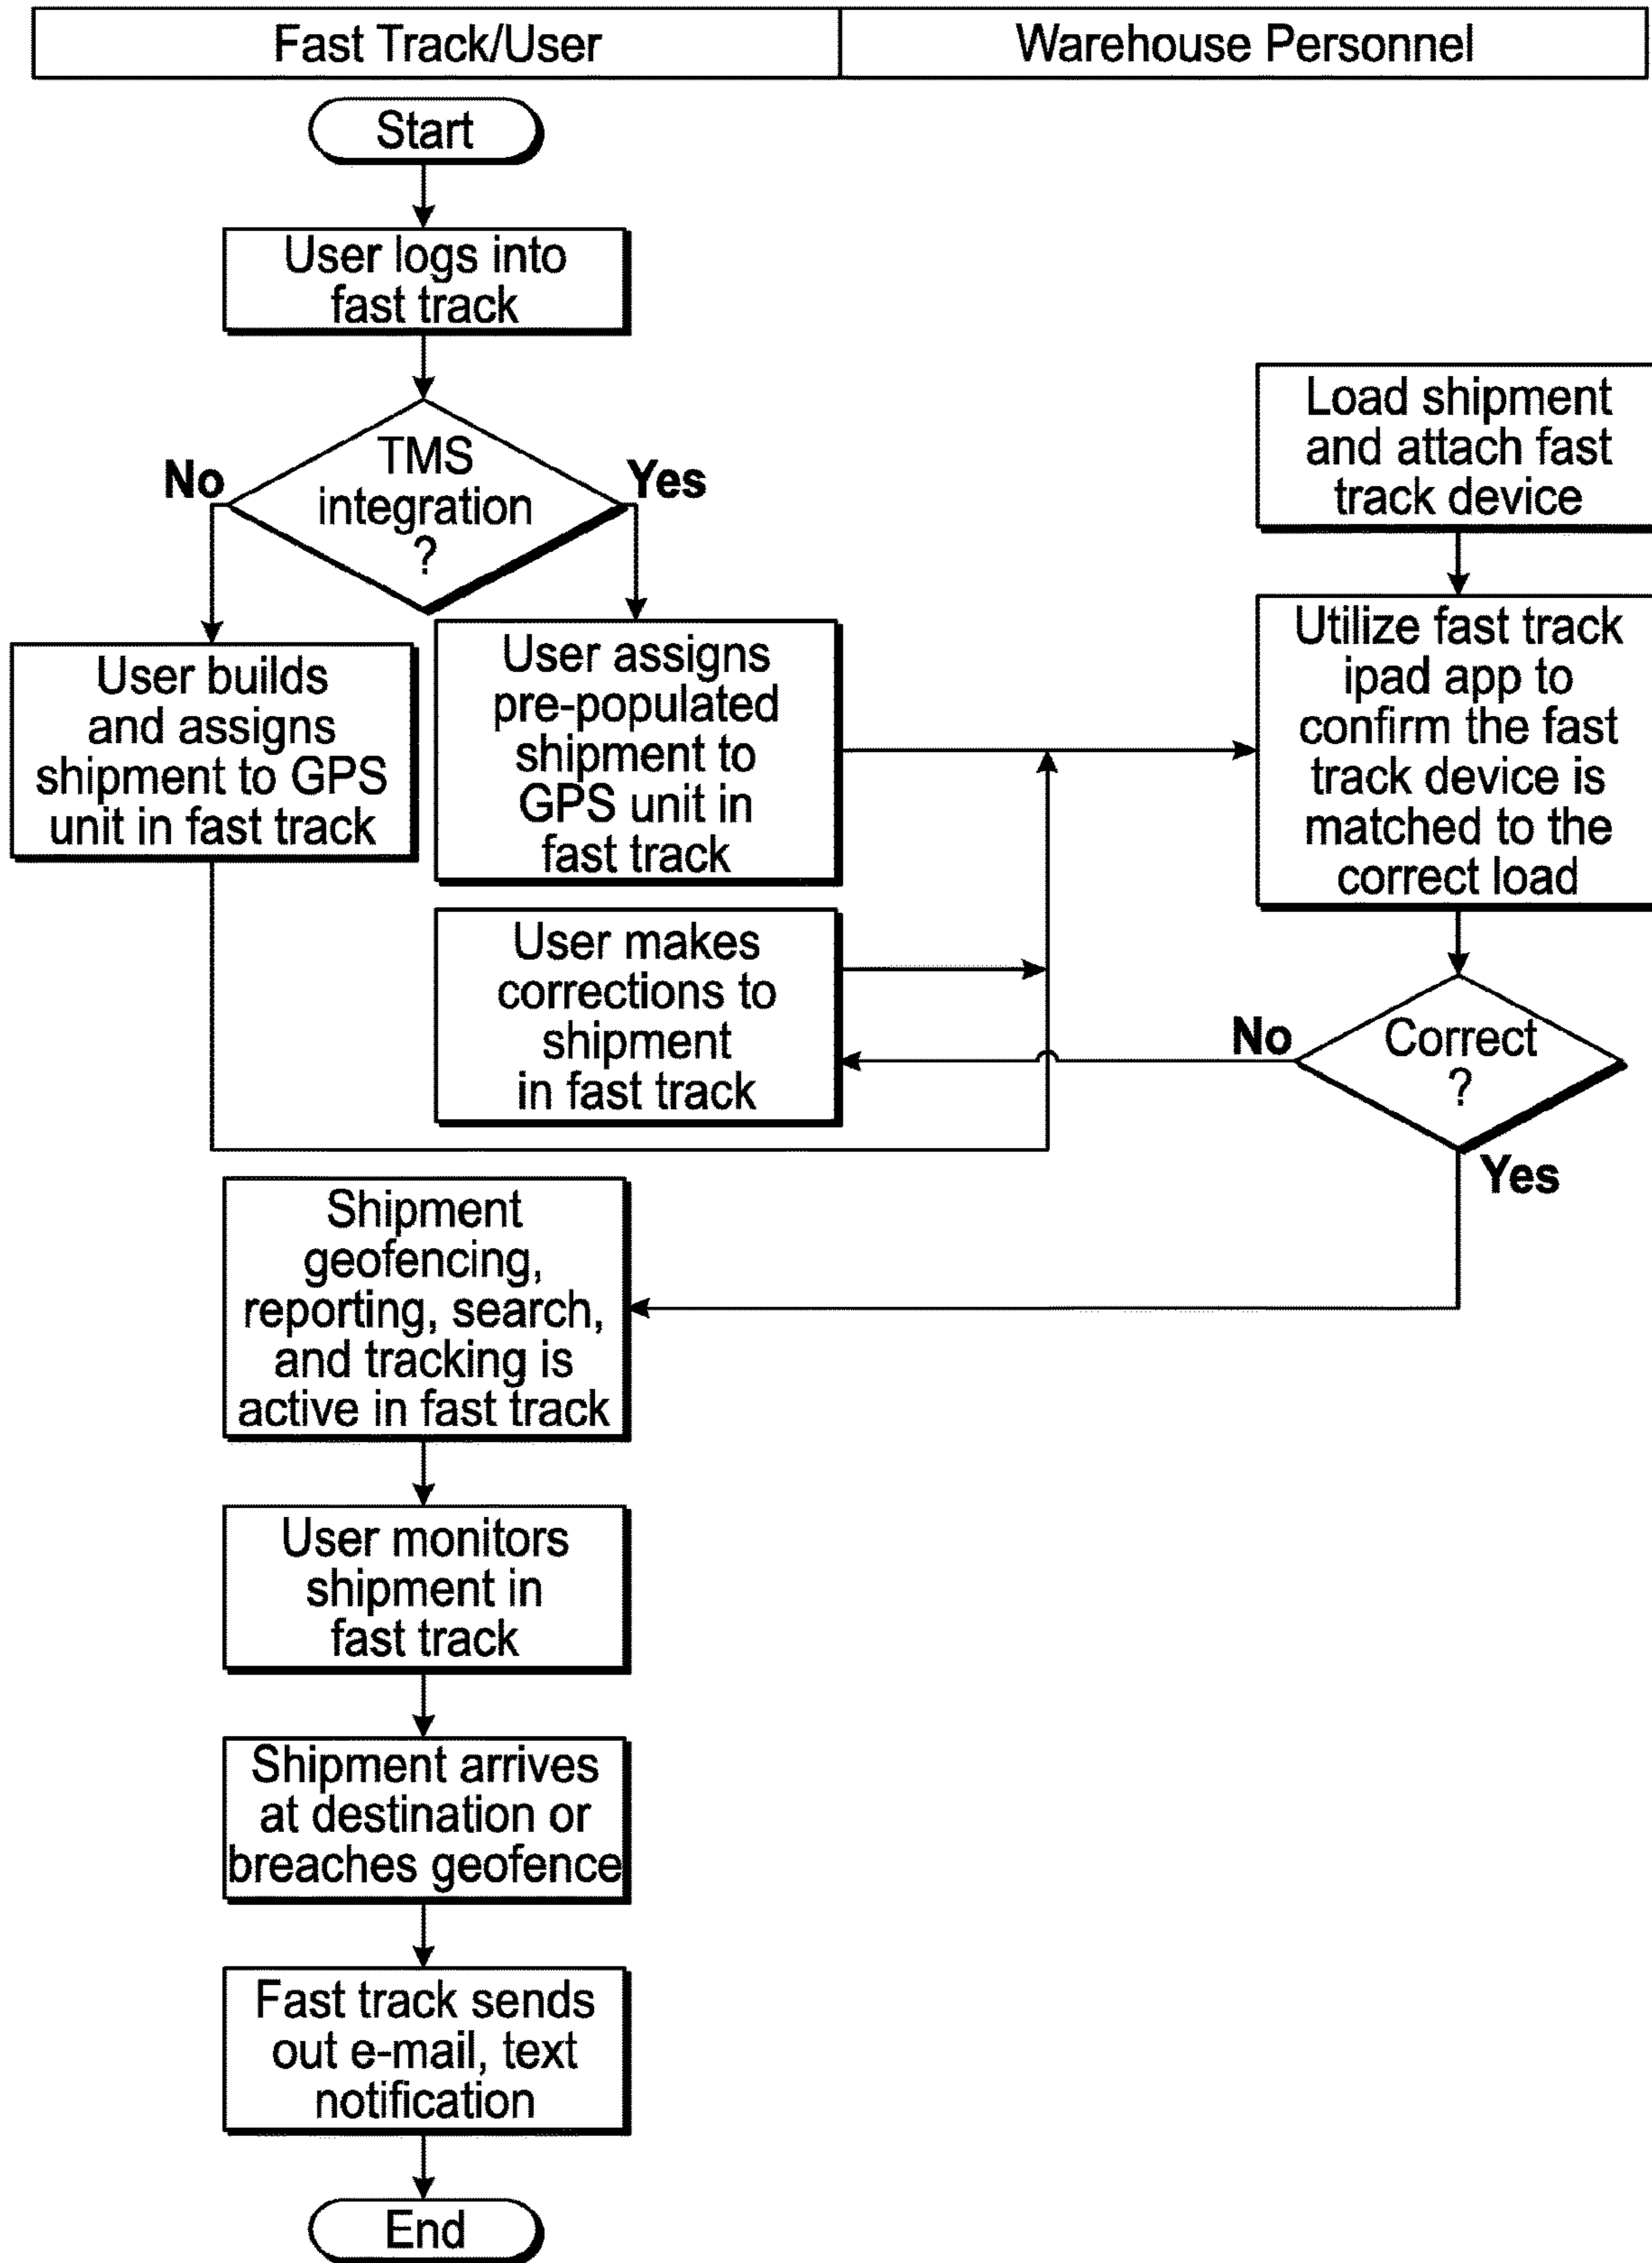 Fast Track/User
Warehouse Personnel
Start
User logs into
fast track
TMS
integration
?
No
Yes
User builds
and assigns
shipment to GPS
unit in fast track
User assigns
pre-populated
shipment to
GPS unit in
fast track
Load shipment
and attach fast
track device
Utilize fast track
ipad app to
confirm the fast
track device is
matched to the
correct load
Correct
?
No
Yes
User makes
corrections to
shipment
in fast track
Shipment
geofencing,
reporting, search,
and tracking is
active in fast track
User monitors
shipment in
fast track
Shipment arrives
at destination or
breaches geofence
Fast track sends
out e-mail, text
notification
End